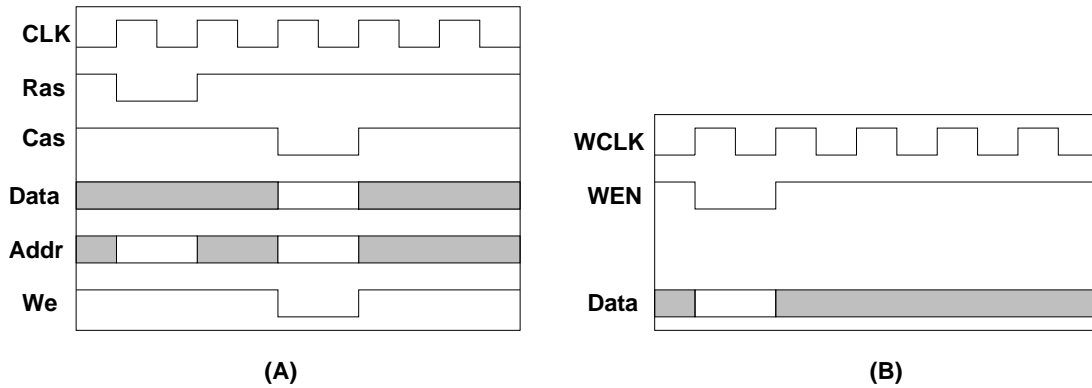 CLK
Ras
Cas
Data
Addr
We
(A)
WCLK
WEN
Data
(B)